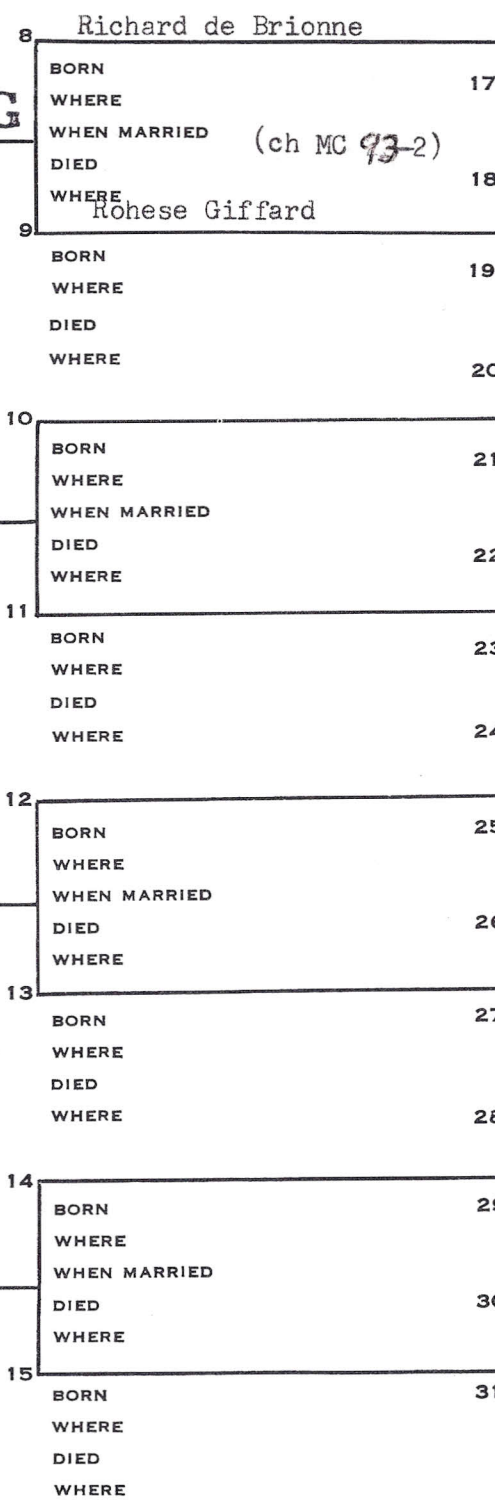 Richard de Brionne
8
BORN
17
WHERE
G
WHEN MARRIED (ch MC 93-2)
DIED
18
WHERE
Rohese Giffard
9
BORN
19
WHERE
DIED
WHERE
20
10
BORN
21
WHERE
WHEN MARRIED
DIED
22
WHERE
11
BORN
23
WHERE
DIED
24
WHERE
12
BORN
25
WHERE
WHEN MARRIED
DIED
26
WHERE
13
BORN
27
WHERE
DIED
WHERE
28
14
BORN
29
WHERE
WHEN MARRIED
DIED
30
WHERE
15
BORN
31
WHERE
DIED
WHERE